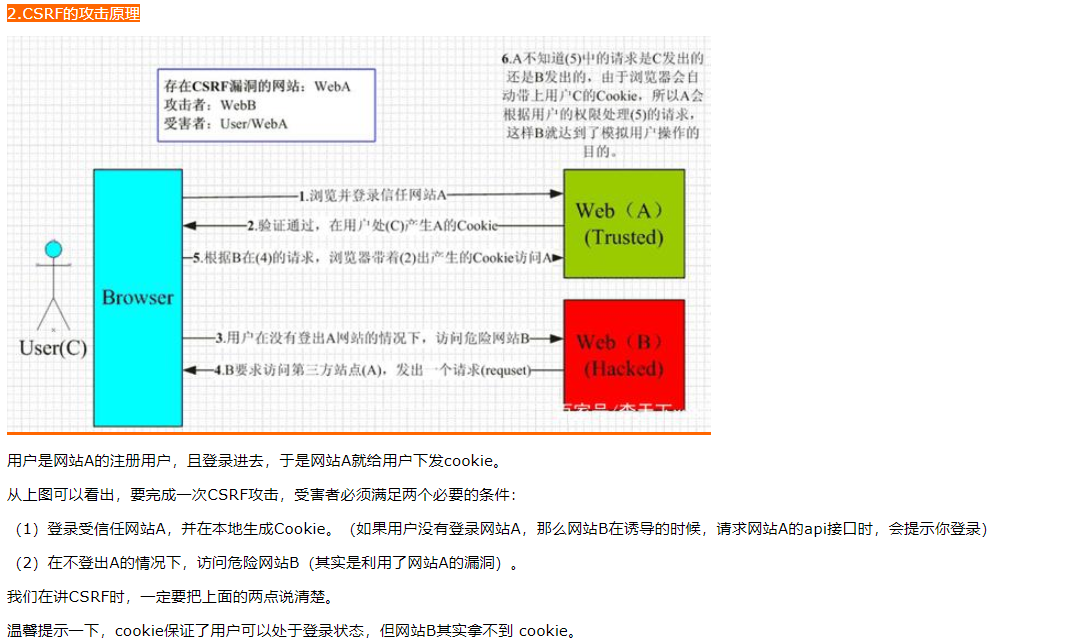 2.CSRF的攻击原理
存在CSRF漏洞的网站：WebA
攻击者：WebB
受害者：User/WebA
6.A不知道(5)中的请求是C发出的
还是B发出的，由于浏览器会自
动带上用户C的Cookie，所以A会
根据用户的权限处理(5)的请求，
这样B就达到了模拟用户操作的
目的。
1.浏览并登录信任网站A
2.验证通过，在用户处(C)产生A的Cookie
5.根据B在(4)的请求，浏览器带着(2)出产生的Cookie访问A
Web（A）
(Trusted)
Browser
User(C)
3.用户在没有登出A网站的情况下，访问危险网站B
4.B要求访问第三方站点(A)，发出一个请求(requset)
Web（B）
(Hacked)
用户是网站A的注册用户，且登录进去，于是网站A就给用户下发cookie。
从上图可以看出，要完成一次CSRF攻击，受害者必须满足两个必要的条件：
（1）登录受信任网站A，并在本地生成Cookie。（如果用户没有登录网站A，那么网站B在诱导的时候，请求网站A的api接口时，会提示你登录）
（2）在不登出A的情况下，访问危险网站B（其实是利用了网站A的漏洞）。
我们在讲CSRF时，一定要把上面的两点说清楚。
温馨提示一下，cookie保证了用户可以处于登录状态，但网站B其实拿不到 cookie。